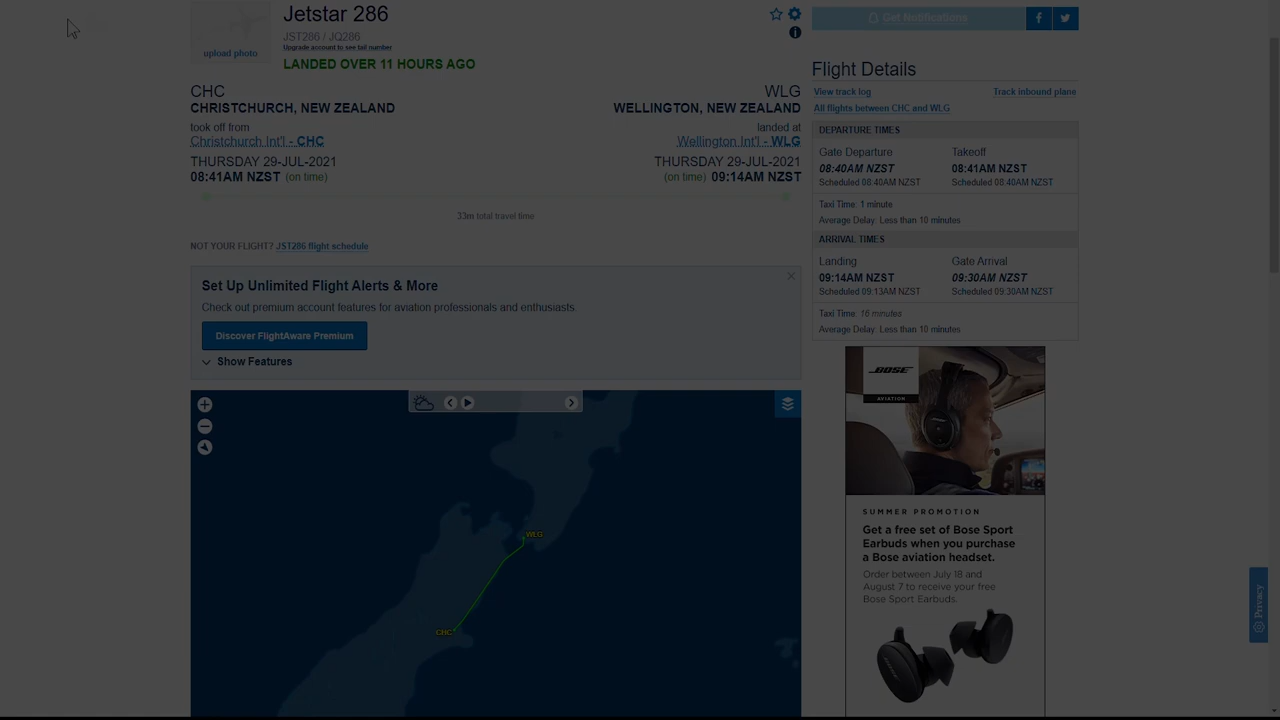 Jetstar 286
JST286 / JQ286
Upgrade account to see tail number
upload photo
LANDED OVER 11 HOURS AGO
CHC
CHRISTCHURCH, NEW ZEALAND
took off from
Christchurch Int'l - CHC
THURSDAY 29-JUL-2021
08:41AM NZST (on time)
WLG
WELLINGTON, NEW ZEALAND
landed at
Wellington Int'l - WLG
THURSDAY 29-JUL-2021
(on time) 09:14AM NZST
33m total travel time
NOT YOUR FLIGHT? JST286 flight schedule
Set Up Unlimited Flight Alerts & More
Check out premium account features for aviation professionals and enthusiasts.
Discover FlightAware Premium
Show Features
WLG
CHC
Get Notifications
Flight Details
View track log
Track inbound plane
All flights between CHC and WLG
DEPARTURE TIMES
Gate Departure
08:40AM NZST
Scheduled 08:40AM NZST
Takeoff
08:41AM NZST
Scheduled 08:40AM NZST
Taxi Time: 1 minute
Average Delay: Less than 10 minutes
ARRIVAL TIMES
Landing
09:14AM NZST
Scheduled 09:13AM NZST
Gate Arrival
09:30AM NZST
Scheduled 09:30AM NZST
Taxi Time: 16 minutes
Average Delay: Less than 10 minutes
BOSE
AVIATION
SUMMER PROMOTION
Get a free set of Bose Sport
Earbuds when you purchase
a Bose aviation headset.
Order between July 18 and
August 7 to receive your free
Bose Sport Earbuds.
Privacy